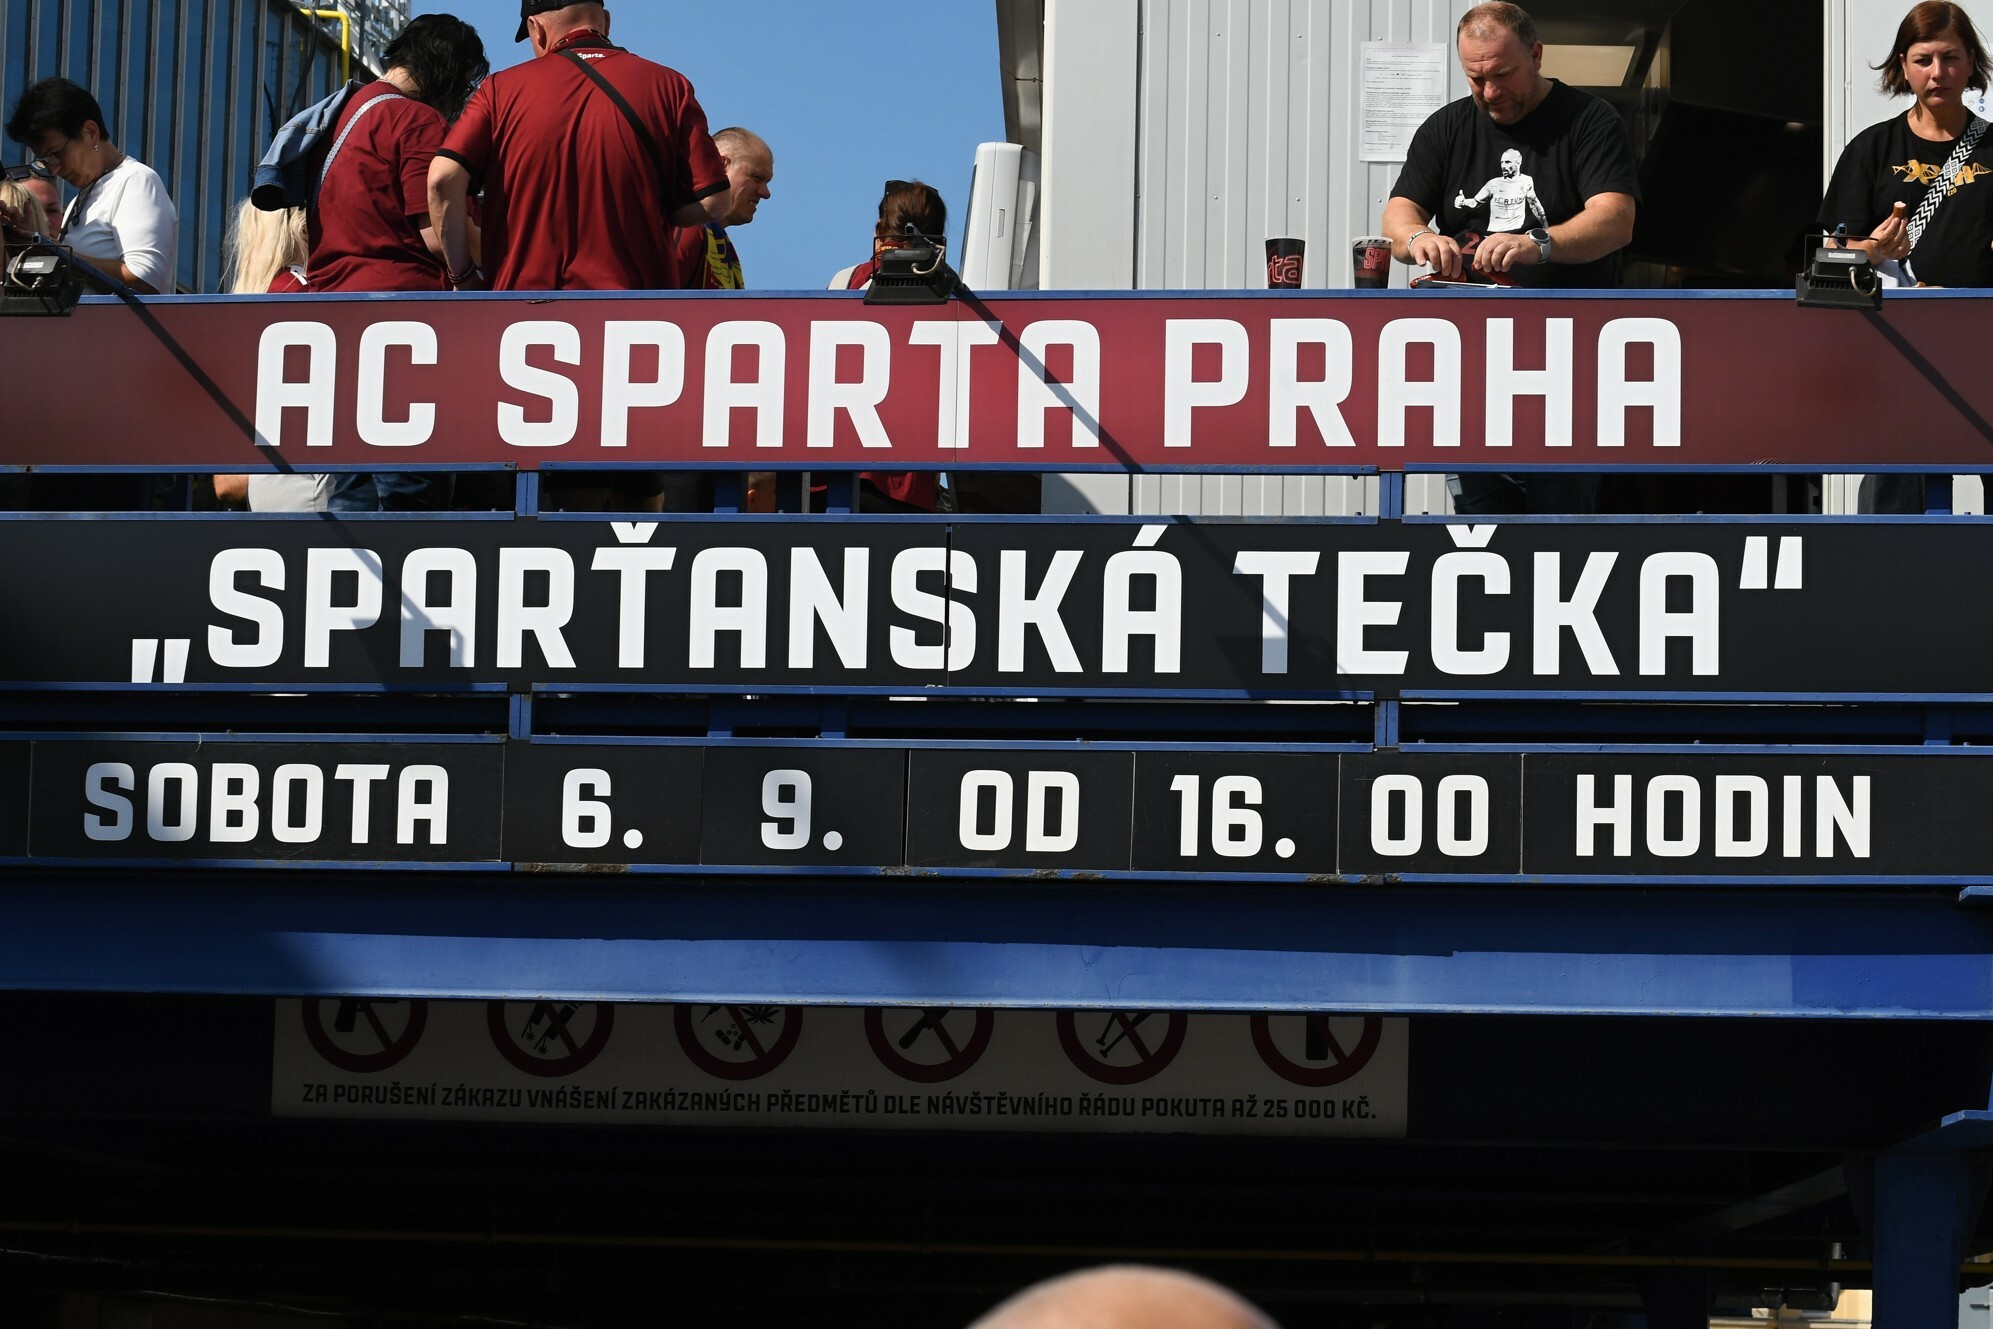 Sparta.
AC SPARTA PRAHA
„SPARŤANSKÁ TEČKA“
SOBOTA 6. 9. OD 16. 00 HODIN
ZA PORUŠENÍ ZÁKAZU VNÁŠENÍ ZAKÁZANÝCH PŘEDMĚTŮ DLE NÁVŠTĚVNÍHO ŘÁDU POKUTA AŽ 25 000 KČ.